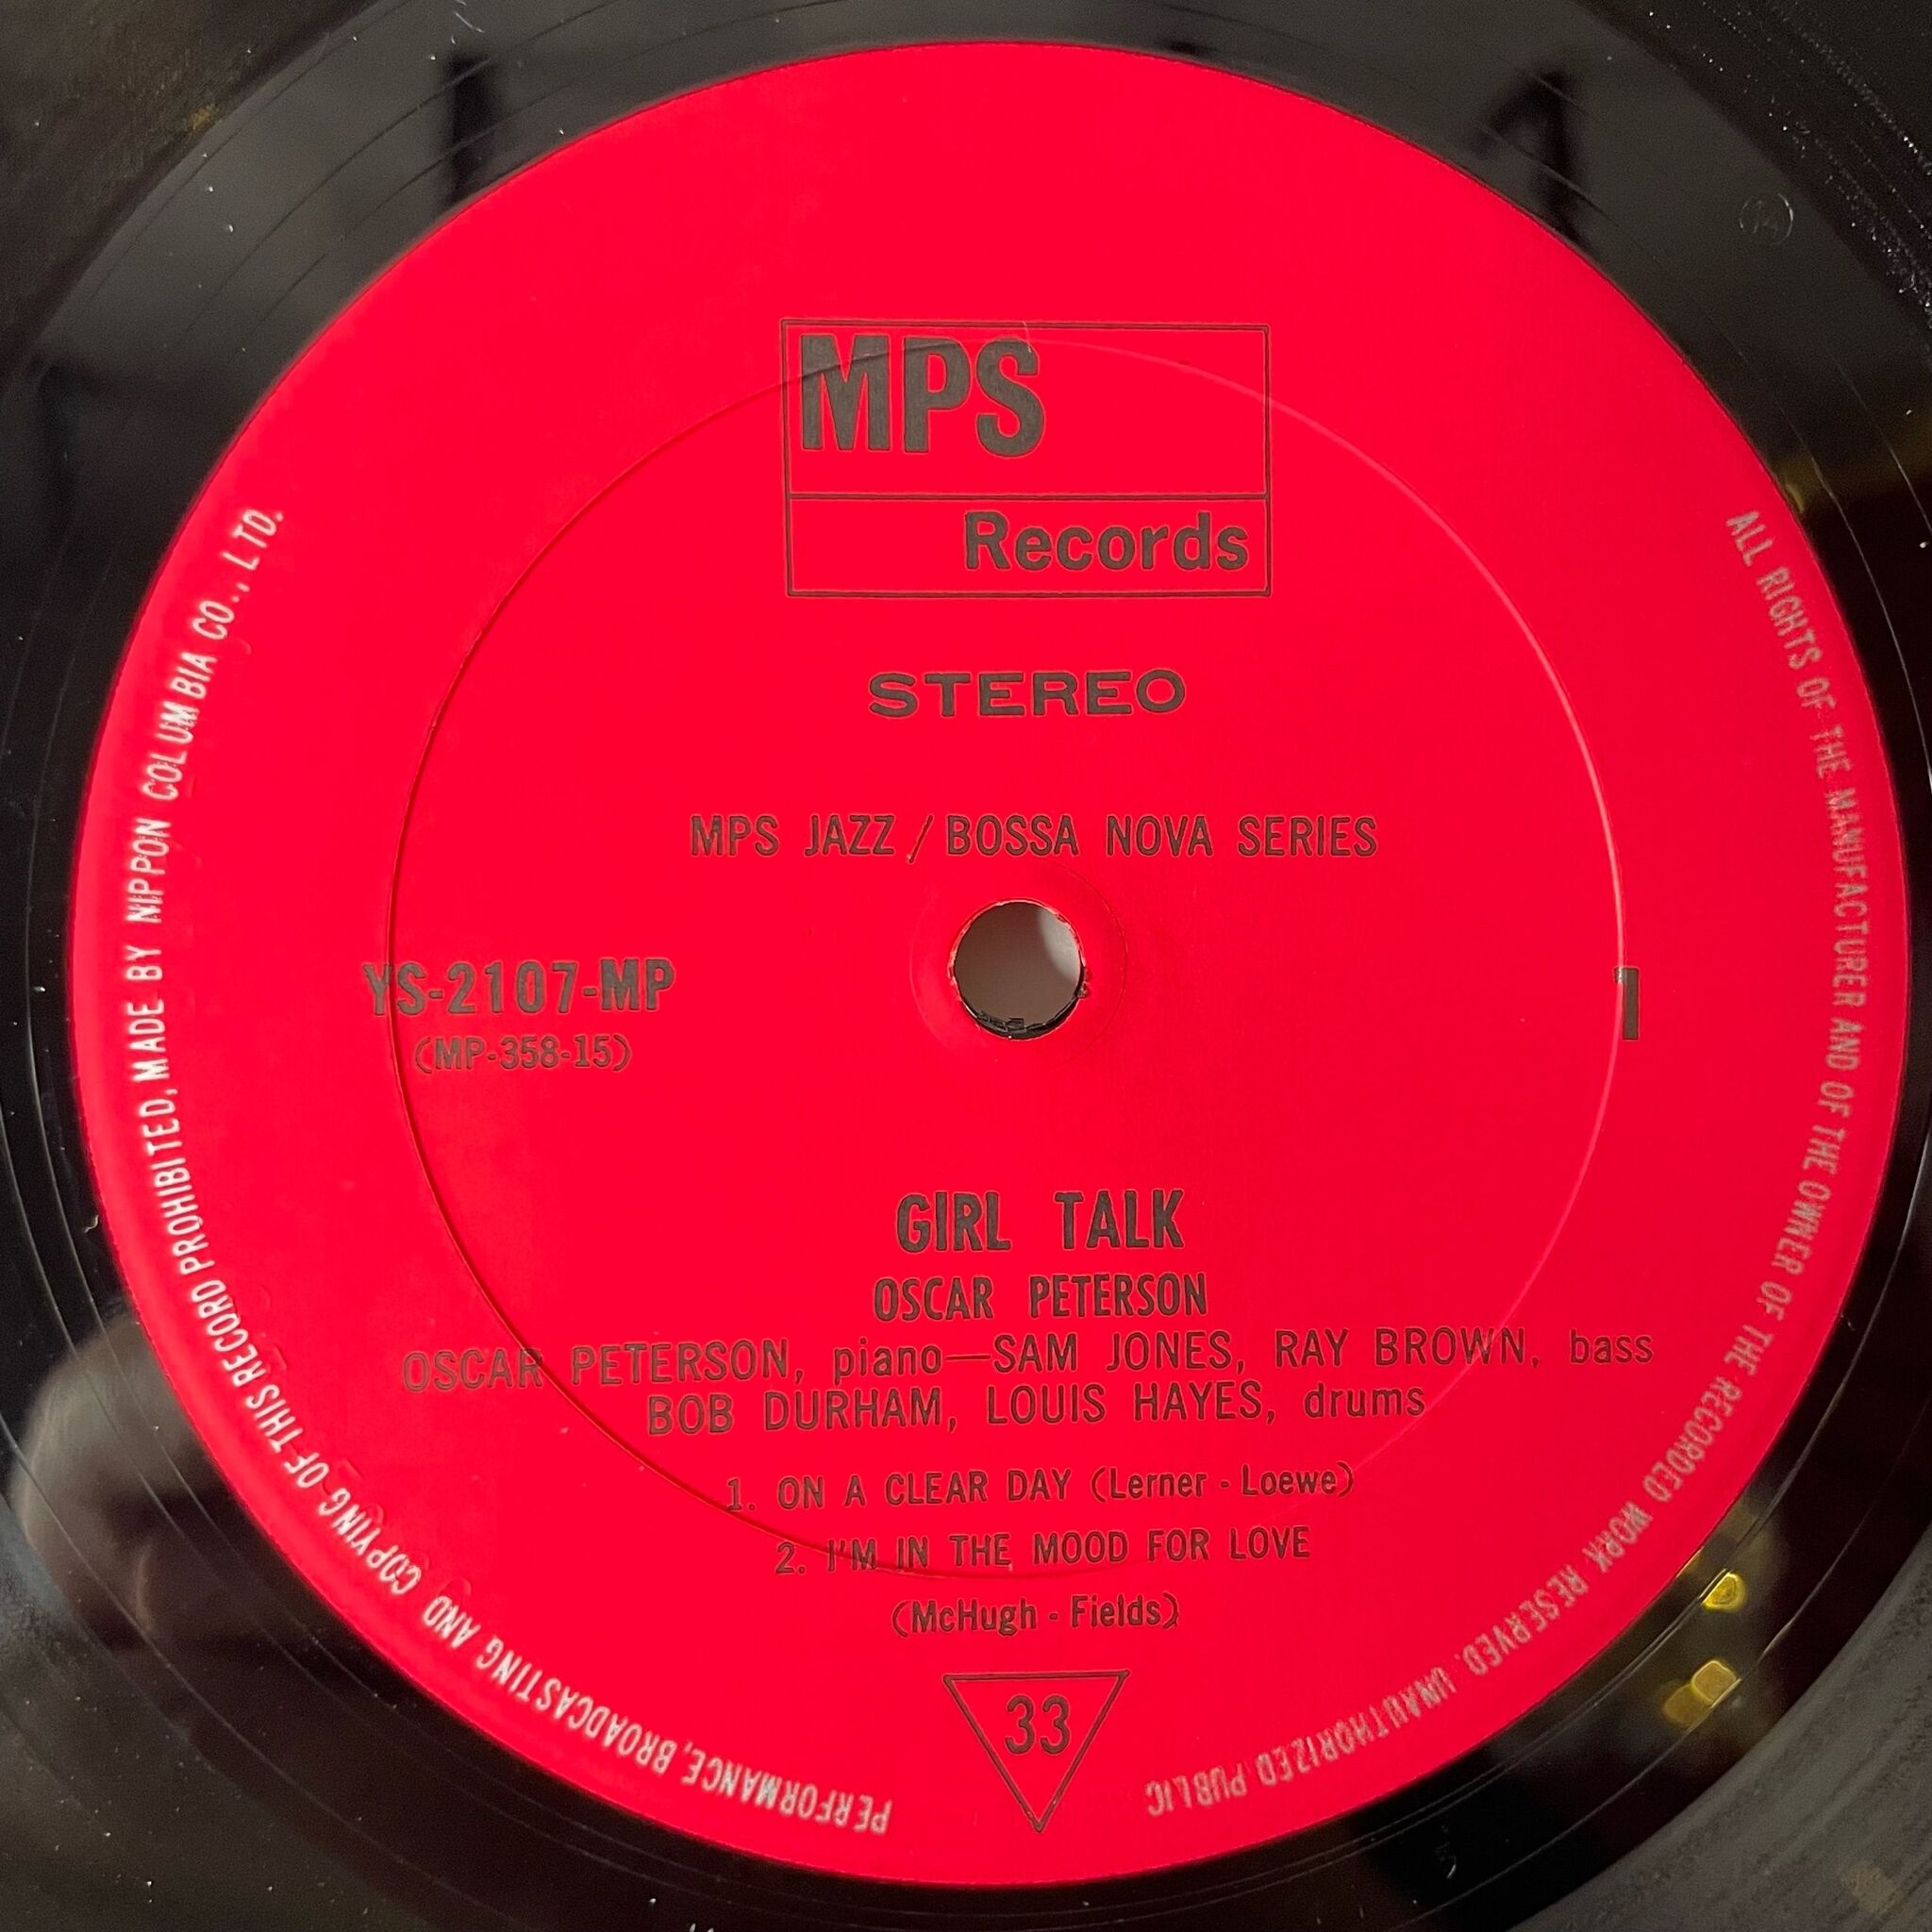 MPS
Records
STEREO
MPS JAZZ / BOSSA NOVA SERIES
YS-2107-MP
(MP-358-15)
1
GIRL TALK
OSCAR PETERSON
OSCAR PETERSON, piano—SAM JONES, RAY BROWN, bass
BOB DURHAM, LOUIS HAYES, drums
1. ON A CLEAR DAY (Lerner - Loewe)
2. I'M IN THE MOOD FOR LOVE
(McHugh - Fields)
33
ALL RIGHTS OF THE MANUFACTURER AND OF THE OWNER OF THE RECORDED WORK RESERVED. UNAUTHORIZED PUBLIC
PERFORMANCE, BROADCASTING AND COPYING OF THIS RECORD PROHIBITED, MADE BY NIPPON COLUMBIA CO., LTD.